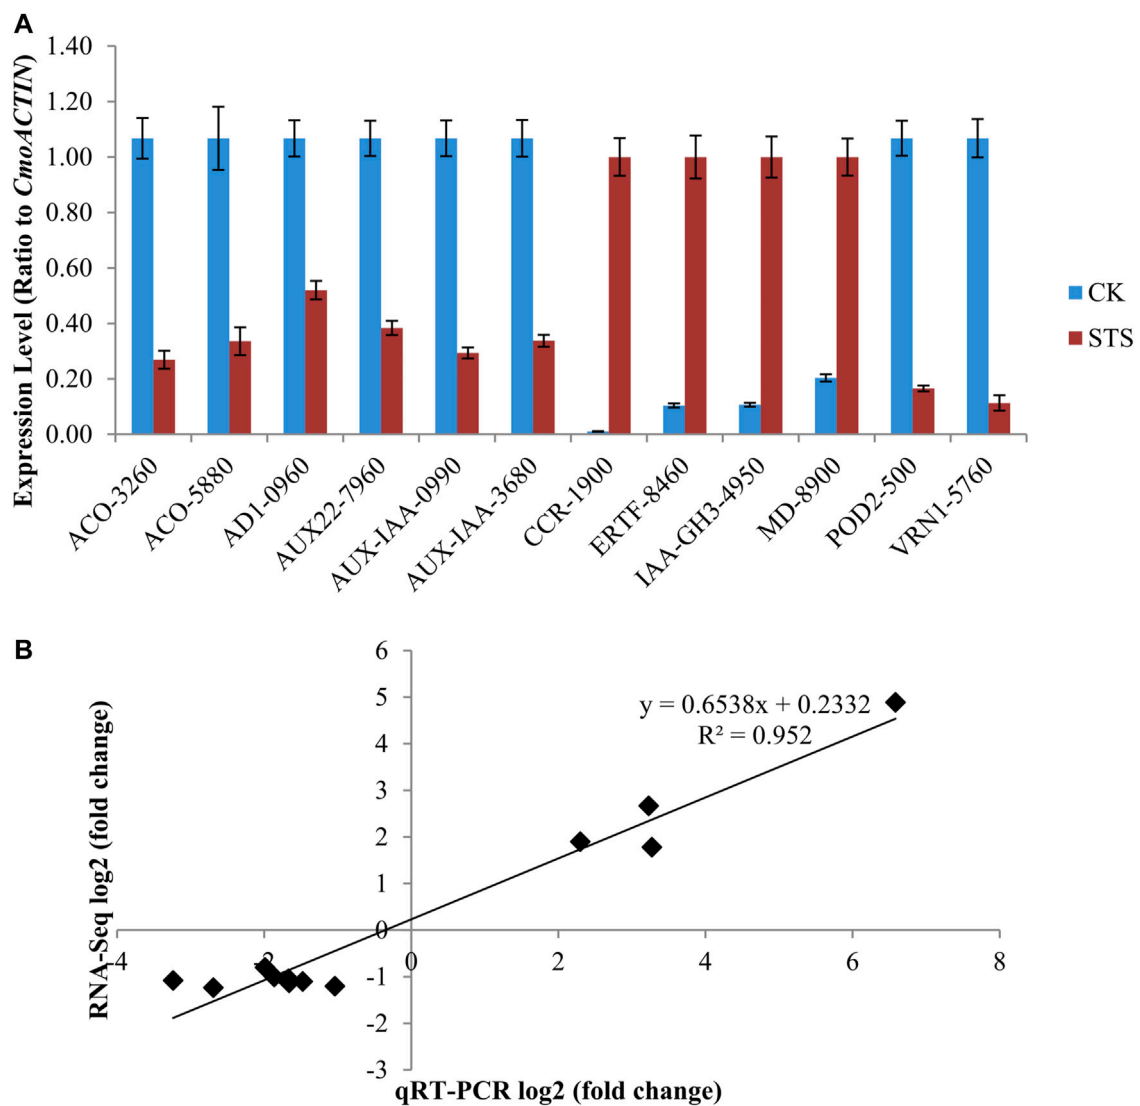 A
Expression Level (Ratio to CmoACTIN)
1.40
1.20
1.00
0.80
0.60
0.40
0.20
0.00
ACO-3260
ACO-5880
AD1-0960
AUX22-7960
AUX-IAA-0990
AUX-IAA-3680
CCR-1900
ERTF-8460
IAA-GH3-4950
MD-8900
POD2-500
VRN1-5760
CK
STS
B
RNA-Seq log2 (fold change)
6
5
4
3
2
1
0
-1
-2
-3
y = 0.6538x + 0.2332
R² = 0.952
-4
-2
0
2
4
6
8
qRT-PCR log2 (fold change)